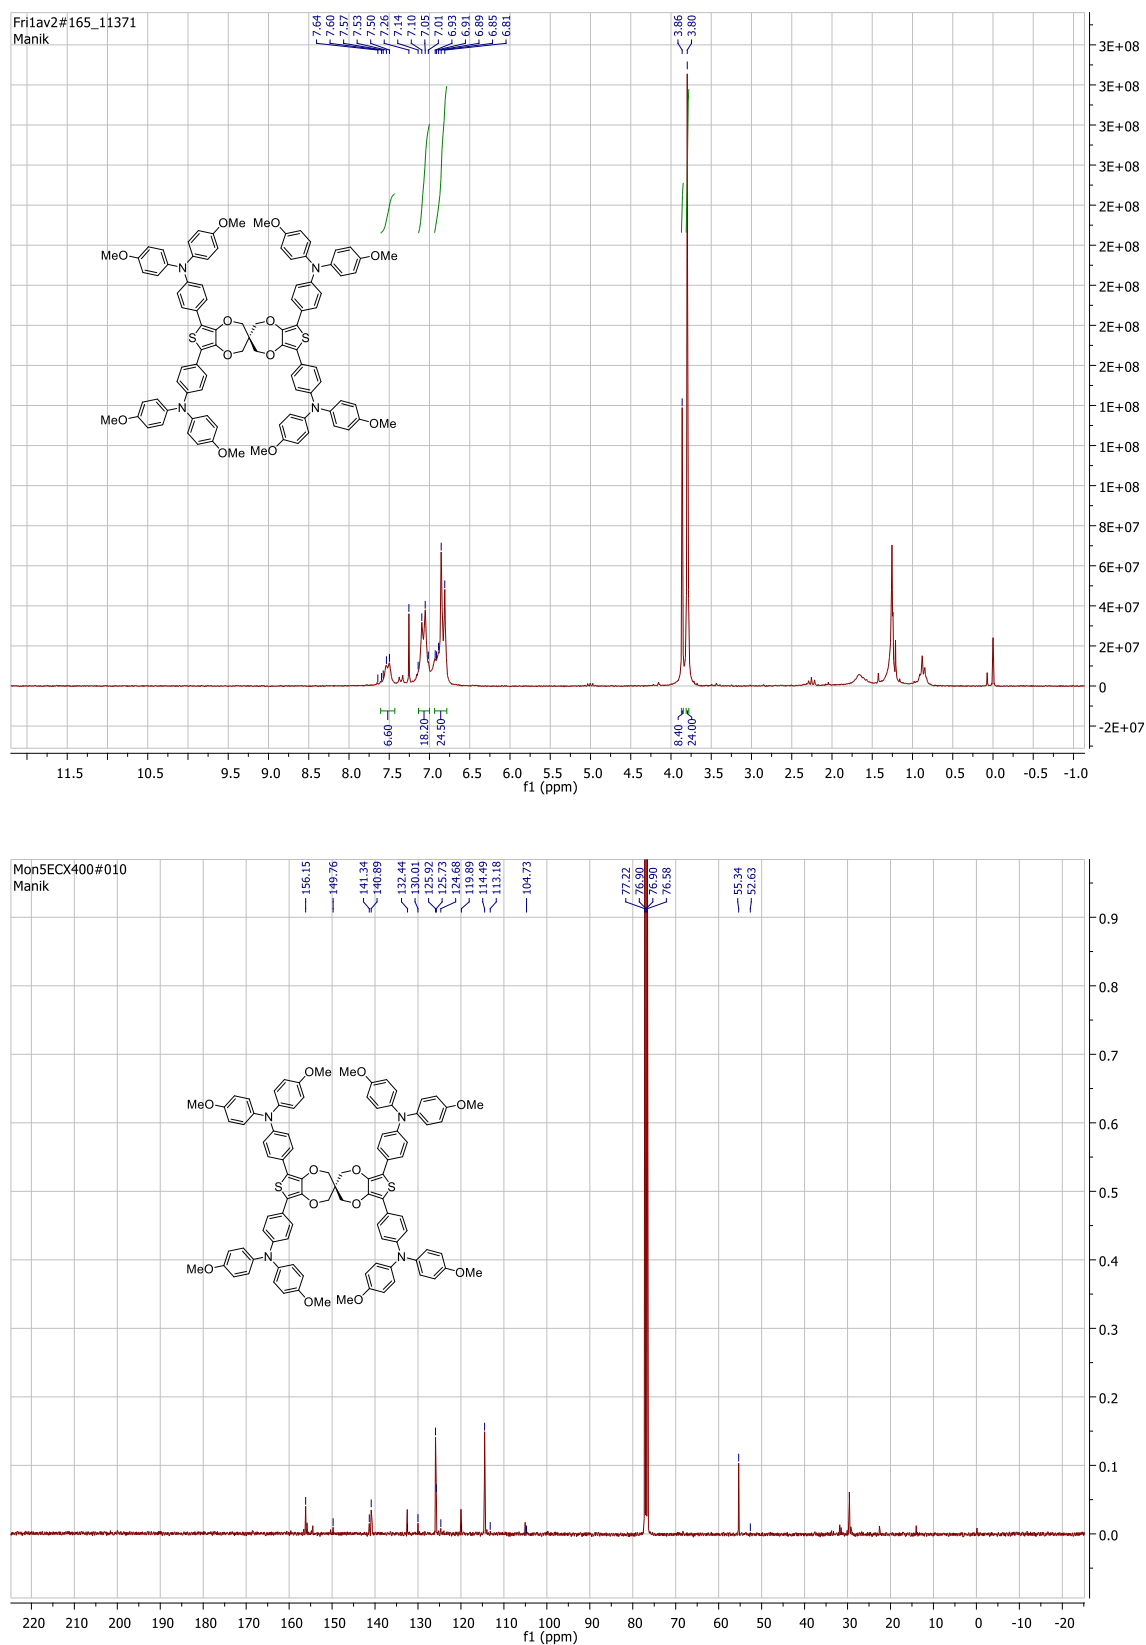 Fri1av2#165_11371
Manik
7.64 7.60 7.57 7.53 7.50 7.26 7.14 7.10 7.05 7.01 6.93 6.91 6.89 6.85 6.81 3.86 3.80
3E+08
3E+08
3E+08
3E+08
2E+08
2E+08
2E+08
2E+08
2E+08
1E+08
1E+08
1E+08
8E+07
6E+07
4E+07
2E+07
0
-2E+07
OMe MeO
MeO OMe
N N
O O
S S
O O
N N
MeO OMe
OMe MeO
6.60 18.20 24.50 8.40 24.00
11.5 10.5 9.5 9.0 8.5 8.0 7.5 7.0 6.5 6.0 5.5 5.0 4.5 4.0 3.5 3.0 2.5 2.0 1.5 1.0 0.5 0.0 -0.5 -1.0
f1 (ppm)
Mon5ECX400#010
Manik
156.15 149.76 141.34 140.89 132.44 130.01 125.92 125.73 124.68 119.89 114.49 113.18 104.73 77.22 76.90 76.90 76.58 55.34 52.63
0.9
0.8
0.7
0.6
0.5
0.4
0.3
0.2
0.1
0.0
OMe MeO
MeO OMe
N N
O O
S S
O O
N N
MeO OMe
OMe MeO
220 210 200 190 180 170 160 150 140 130 120 110 100 90 80 70 60 50 40 30 20 10 0 -10 -20
f1 (ppm)